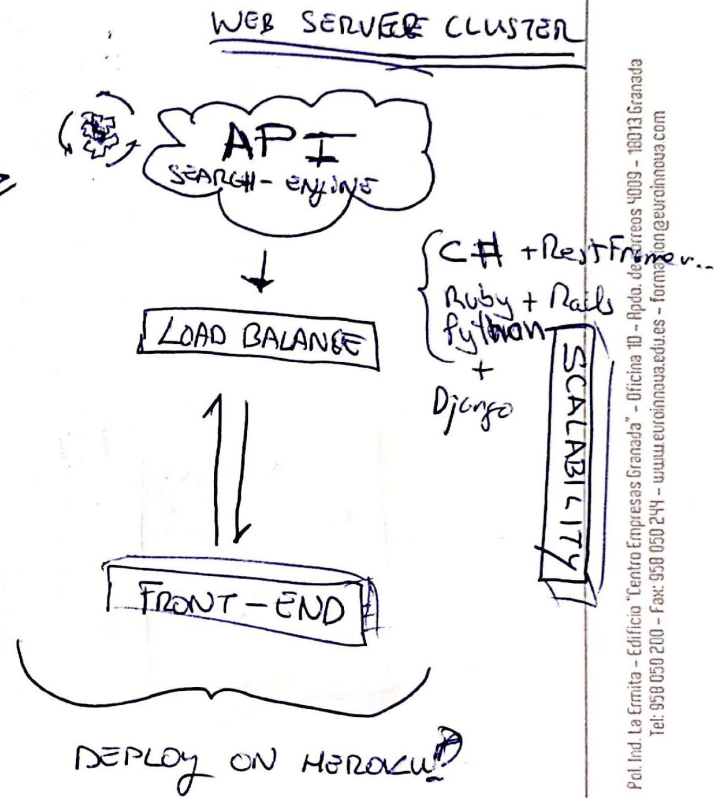 WEB SERVER CLUSTER
API
SEARCH-ENGINE
LOAD BALANCE
C# + RestFramew..
Ruby + Rails
Python
+
Django
SCALABILITY
FRONT-END
DEPLOY ON HEROKU?
Pol. Ind. La Ermita - Edificio "Centro Empresas Granada" - Oficina 1D - Apdo. de correos 4009 - 18013 Granada
Tel: 958 050 200 - Fax: 958 050 244 - www.euroinnova.edu.es - formacion@euroinnova.com